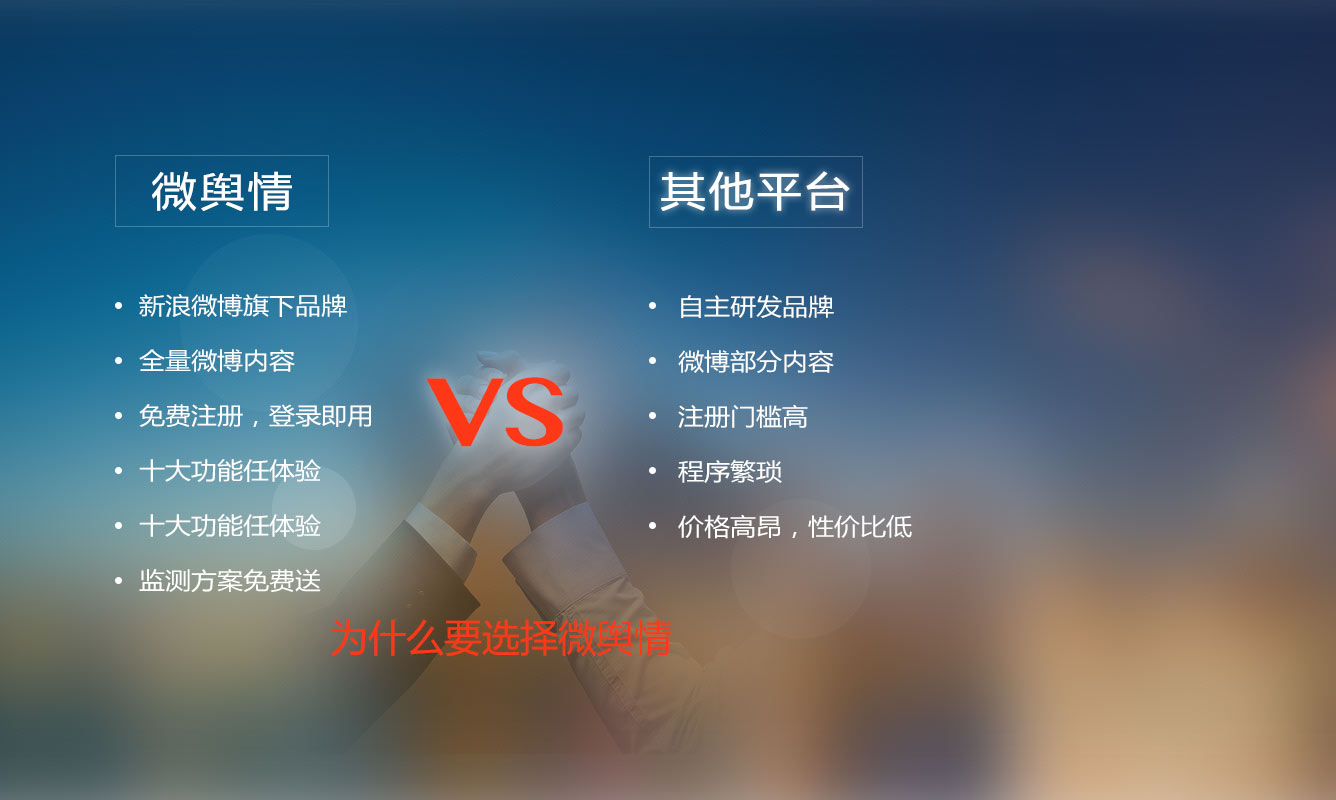 微舆情
新浪微博旗下品牌
全量微博内容
免费注册，登录即用
十大功能任体验
十大功能任体验
监测方案免费送
VS
其他平台
自主研发品牌
微博部分内容
注册门槛高
程序繁琐
价格高昂，性价比低
为什么要选择微舆情